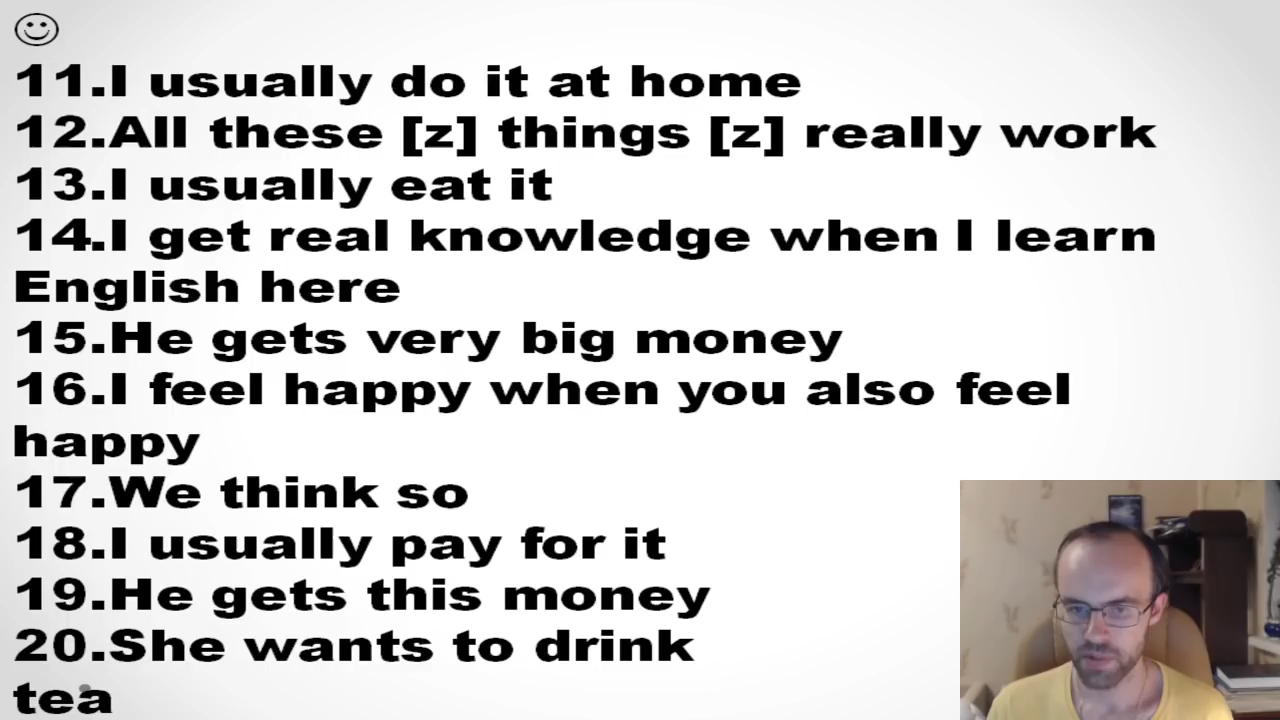 11.I usually do it at home
12.All these [z] things [z] really work
13.I usually eat it
14.I get real knowledge when I learn
English here
15.He gets very big money
16.I feel happy when you also feel
happy
17.We think so
18.I usually pay for it
19.He gets this money
20.She wants to drink
tea